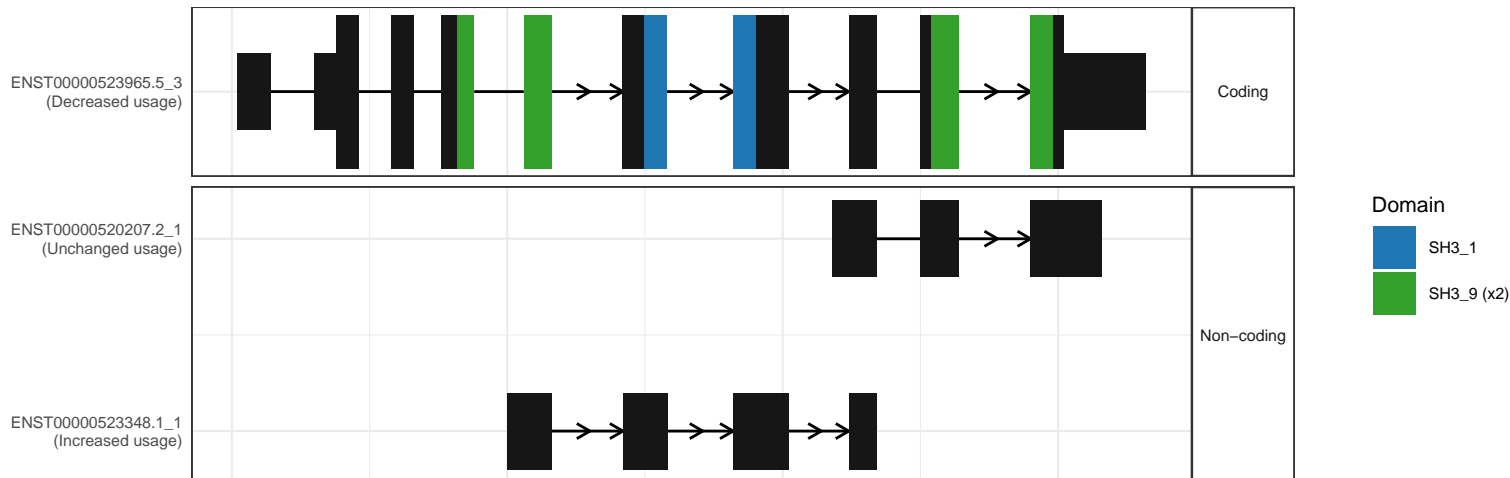 ENST00000523965.5_3
(Decreased usage)
Coding
ENST00000520207.2_1
(Unchanged usage)
Non−coding
ENST00000523348.1_1
(Increased usage)
Domain
SH3_1
SH3_9 (x2)